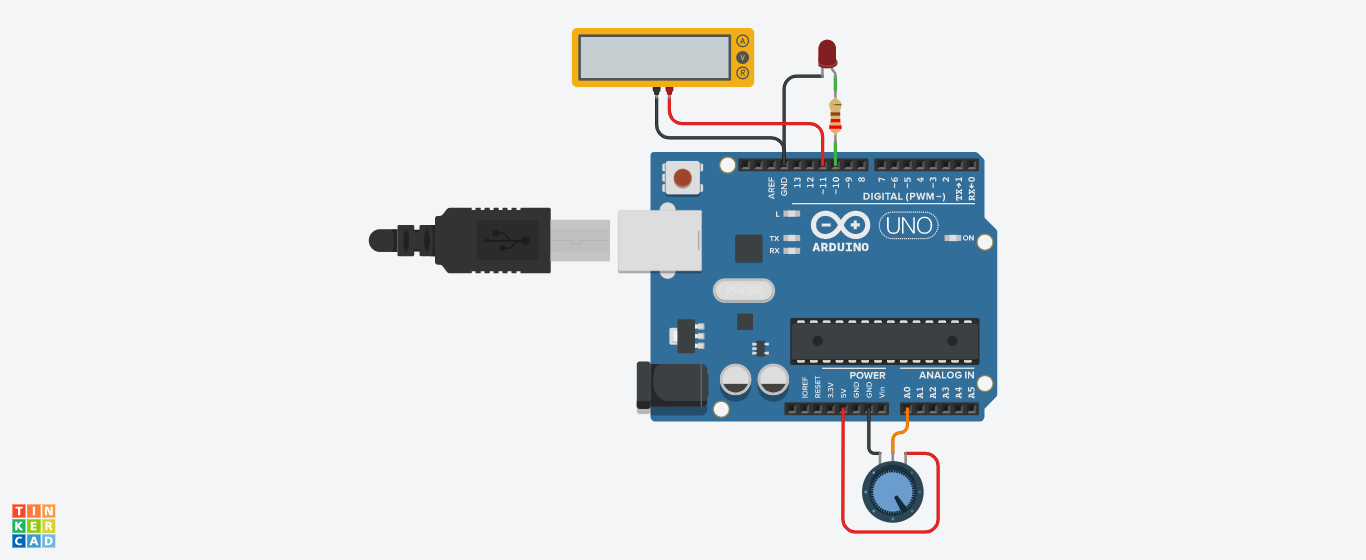 A
V
R
AREF
GND
13
12
~11
~10
~9
8
7
~6
~5
4
~3
2
TX→1
RX←0
DIGITAL (PWM~)
L
TX
RX
ARDUINO
UNO
ON
POWER
ANALOG IN
IOREF
RESET
3.3V
5V
GND
GND
Vin
A0
A1
A2
A3
A4
A5
TIN
KER
CAD